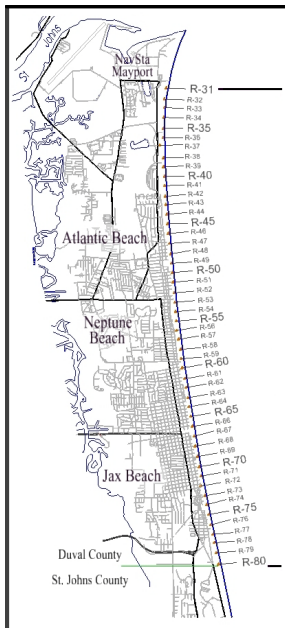 St Johns
NavSta
Mayport
R-31
R-32
R-33
R-34
R-35
R-36
R-37
R-38
R-39
R-40
R-41
R-42
R-43
R-44
R-45
R-46
R-47
R-48
R-49
R-50
R-51
R-52
R-53
R-54
R-55
R-56
R-57
R-58
R-59
R-60
R-61
R-62
R-63
R-64
R-65
R-66
R-67
R-68
R-69
R-70
R-71
R-72
R-73
R-74
R-75
R-76
R-77
R-78
R-79
R-80
Atlantic Beach
Neptune
Beach
Jax Beach
Duval County
St. Johns County